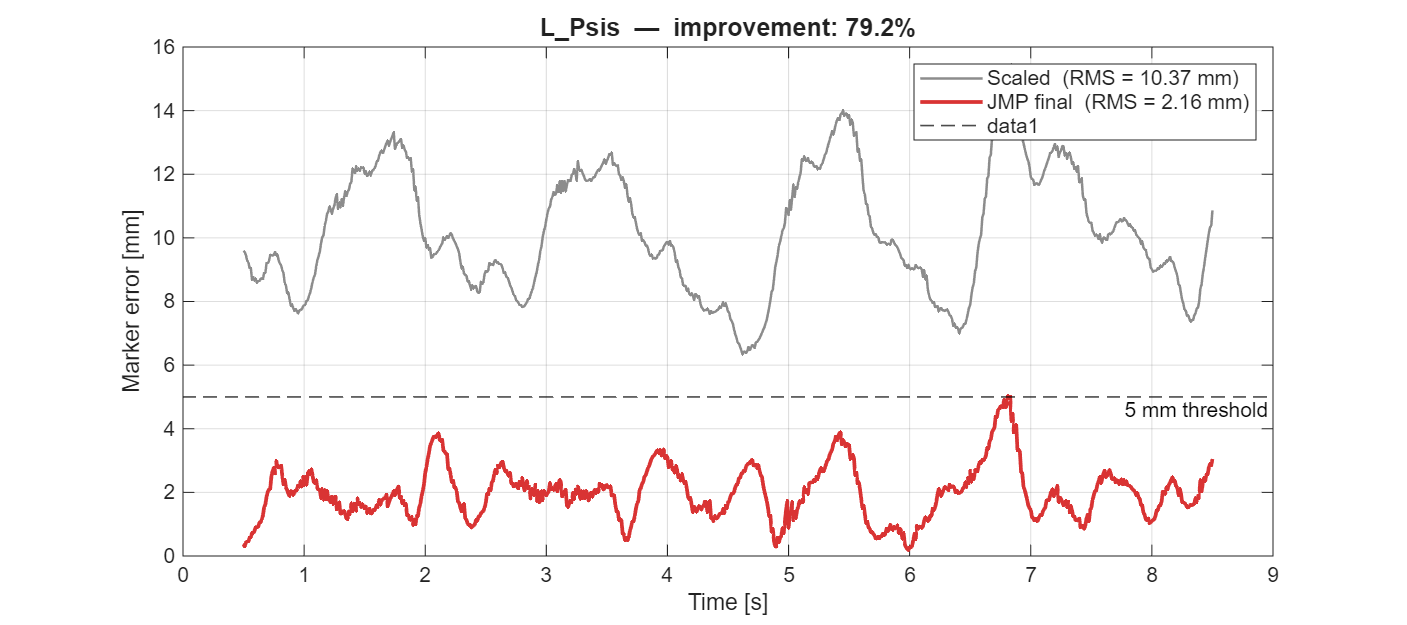 L_Psis — improvement: 79.2%
16
14
12
10
8
6
4
2
0
Marker error [mm]
Scaled (RMS = 10.37 mm)
JMP final (RMS = 2.16 mm)
data1
5 mm threshold
0 1 2 3 4 5 6 7 8 9
Time [s]